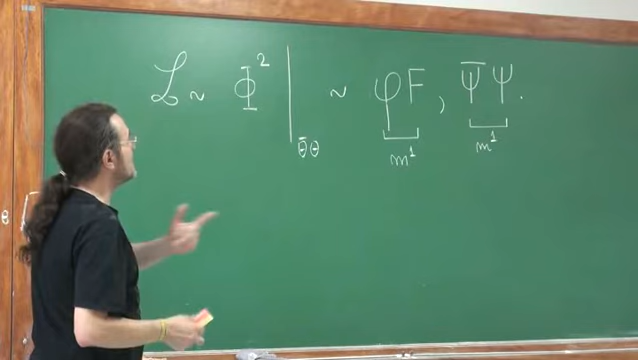 ℒ ~ Φ² |_{Θ̄Θ} ~ φF, Ψ̄Ψ.
m¹ m¹